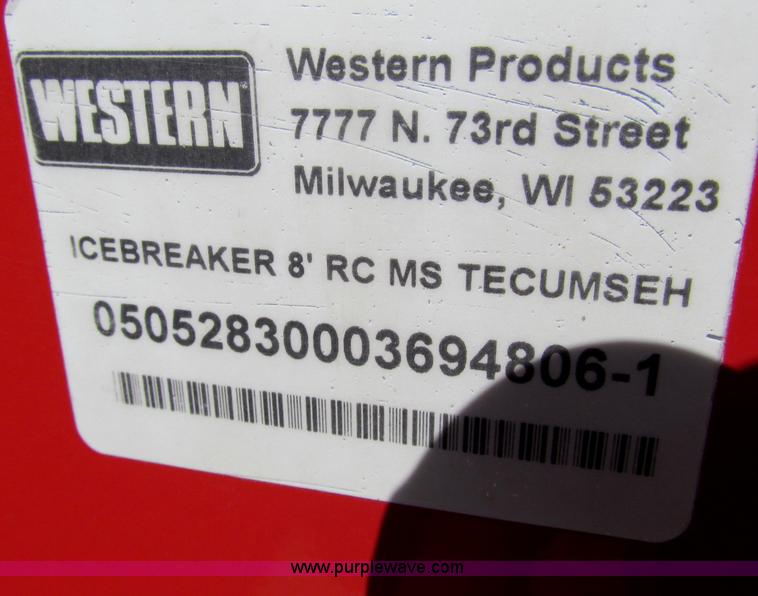 WESTERN
Western Products
7777 N. 73rd Street
Milwaukee, WI 53223
ICEBREAKER 8' RC MS TECUMSEH
05052830003694806-1
www.purplewave.com